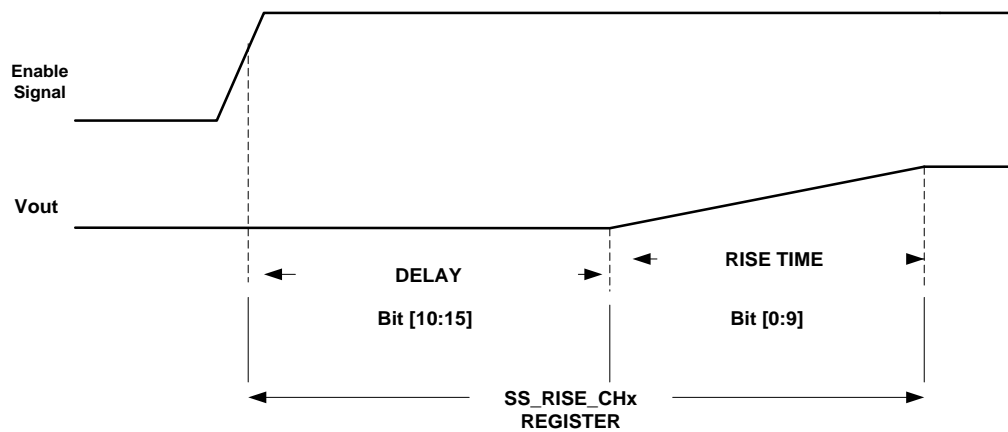 Enable
Signal
Vout
DELAY
RISE TIME
Bit [10:15]
Bit [0:9]
SS_RISE_CHx
REGISTER